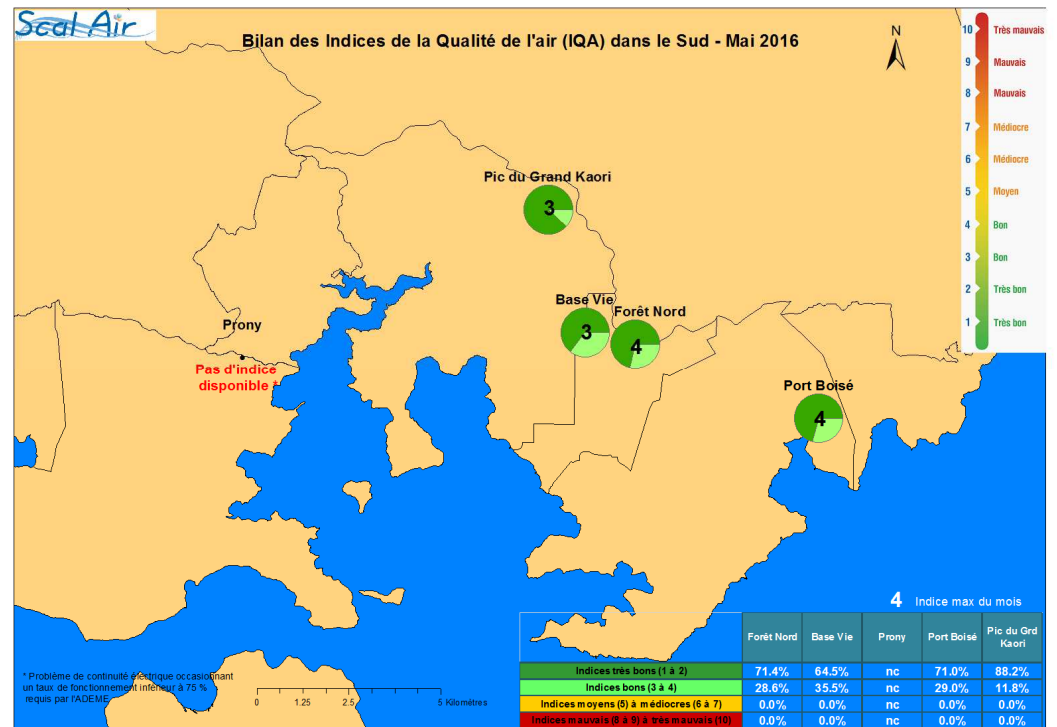 Scal Air
Bilan des Indices de la Qualité de l'air (IQA) dans le Sud - Mai 2016
N
10 Très mauvais
9 Mauvais
8 Mauvais
7 Médiocre
6 Médiocre
5 Moyen
4 Bon
3 Bon
2 Très bon
1 Très bon
Pic du Grand Kaori
3
Base Vie
3
Forêt Nord
4
Prony
Pas d'indice
disponible *
Port Boisé
4
4 Indice max du mois
Forêt Nord Base Vie Prony Port Boisé Pic du Grd
Kaori
Indices très bons (1 à 2) 71.4% 64.5% nc 71.0% 88.2%
Indices bons (3 à 4) 28.6% 35.5% nc 29.0% 11.8%
Indices moyens (5) à médiocres (6 à 7) 0.0% 0.0% nc 0.0% 0.0%
Indices mauvais (8 à 9) à très mauvais (10) 0.0% 0.0% nc 0.0% 0.0%
* Problème de continuité électrique occasionnant
un taux de fonctionnement inférieur à 75 %
requis par l'ADEME
0 1.25 2.5 5 Kilomètres